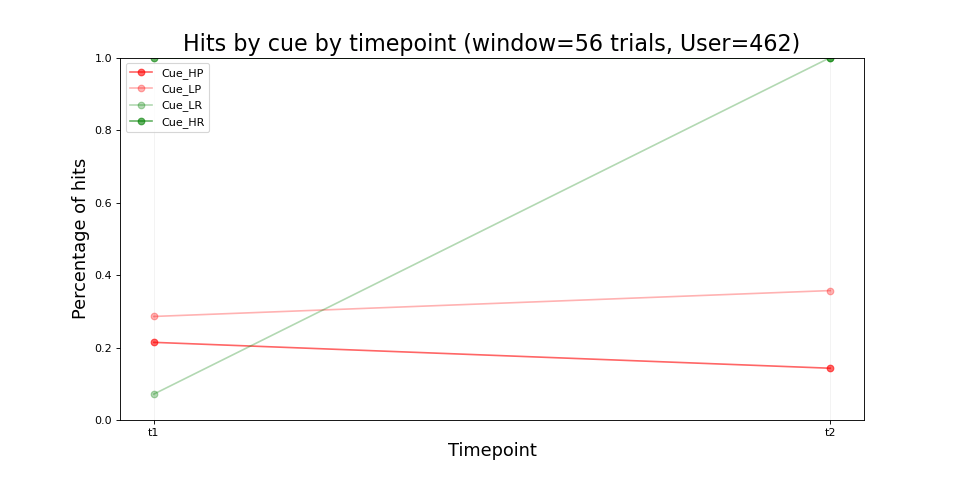 Hits by cue by timepoint (window=56 trials, User=462)
Percentage of hits
1.0
0.8
0.6
0.4
0.2
0.0
Cue_HP
Cue_LP
Cue_LR
Cue_HR
t1
t2
Timepoint